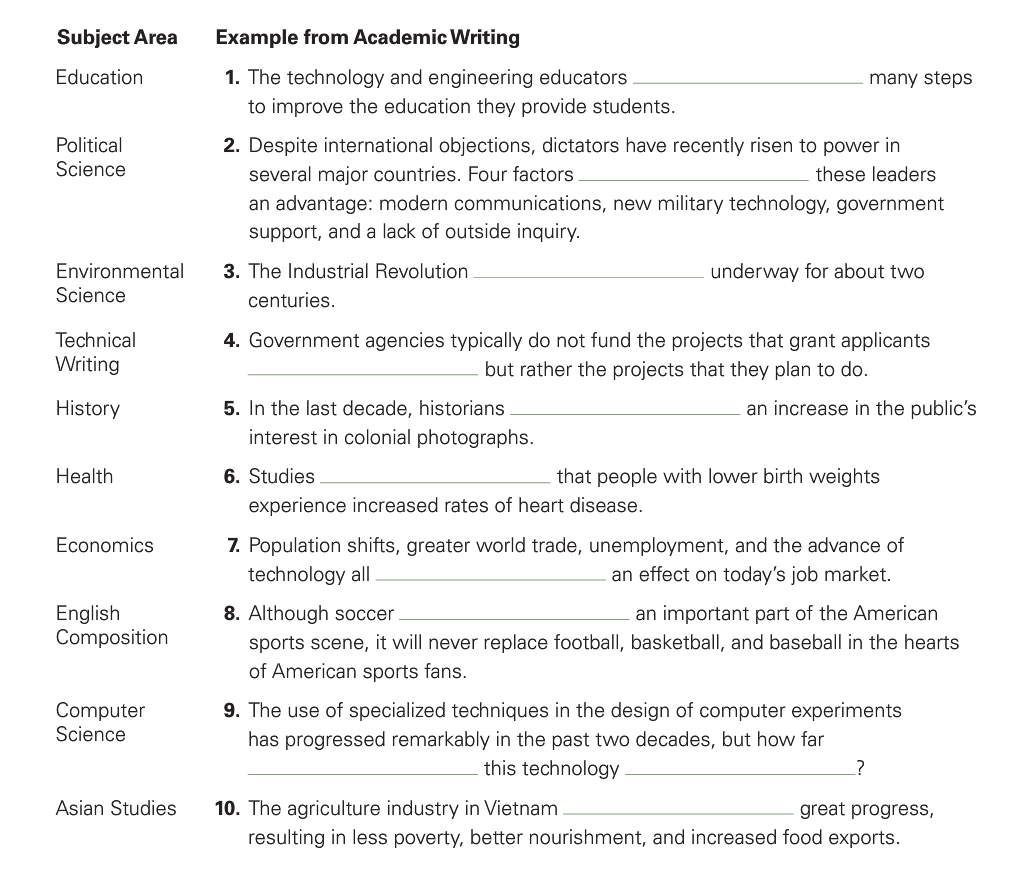 Subject Area Example from Academic Writing
Education 1. The technology and engineering educators ______ many steps
to improve the education they provide students.
Political 2. Despite international objections, dictators have recently risen to power in
Science several major countries. Four factors ______ these leaders
an advantage: modern communications, new military technology, government
support, and a lack of outside inquiry.
Environmental 3. The Industrial Revolution ______ underway for about two
Science centuries.
Technical 4. Government agencies typically do not fund the projects that grant applicants
Writing ______ but rather the projects that they plan to do.
History 5. In the last decade, historians ______ an increase in the public’s
interest in colonial photographs.
Health 6. Studies ______ that people with lower birth weights
experience increased rates of heart disease.
Economics 7. Population shifts, greater world trade, unemployment, and the advance of
technology all ______ an effect on today’s job market.
English 8. Although soccer ______ an important part of the American
Composition sports scene, it will never replace football, basketball, and baseball in the hearts
of American sports fans.
Computer 9. The use of specialized techniques in the design of computer experiments
Science has progressed remarkably in the past two decades, but how far
______ this technology ______?
Asian Studies 10. The agriculture industry in Vietnam ______ great progress,
resulting in less poverty, better nourishment, and increased food exports.